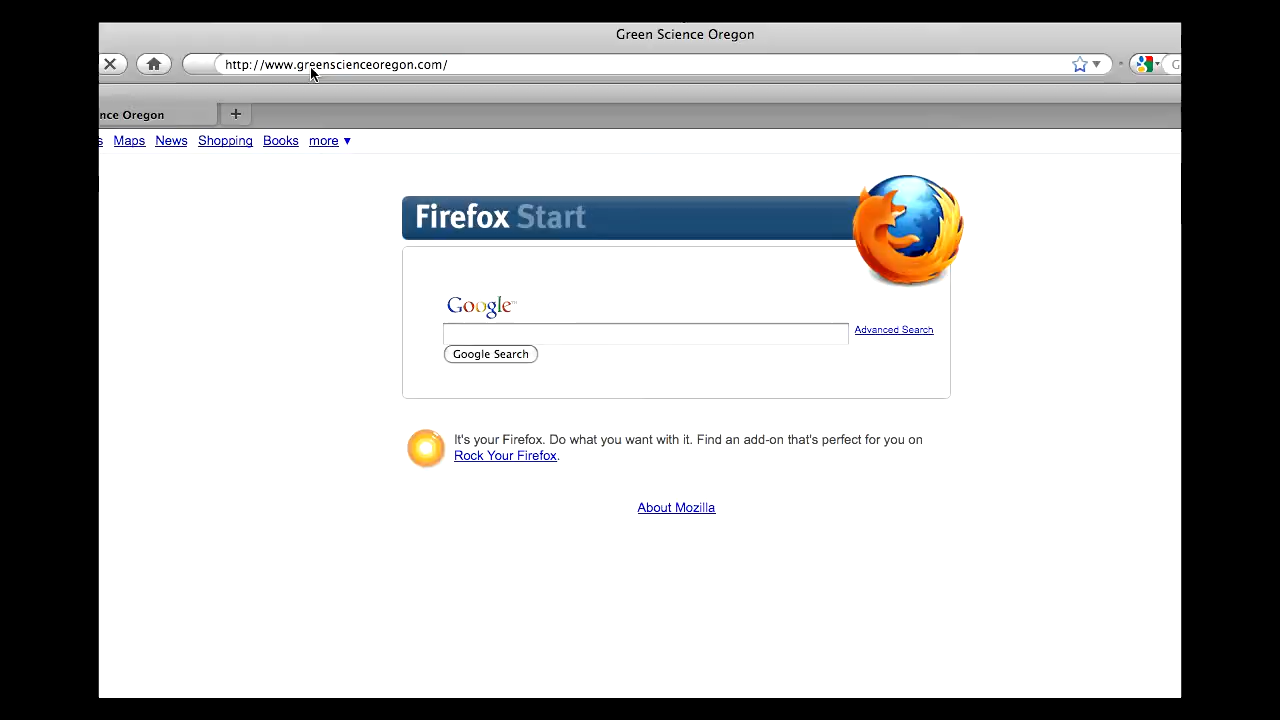 Green Science Oregon
http://www.greenscienceoregon.com/
nce Oregon
+
s Maps News Shopping Books more ▼
Firefox Start
Google™
Advanced Search
Google Search
It's your Firefox. Do what you want with it. Find an add-on that's perfect for you on
Rock Your Firefox.
About Mozilla